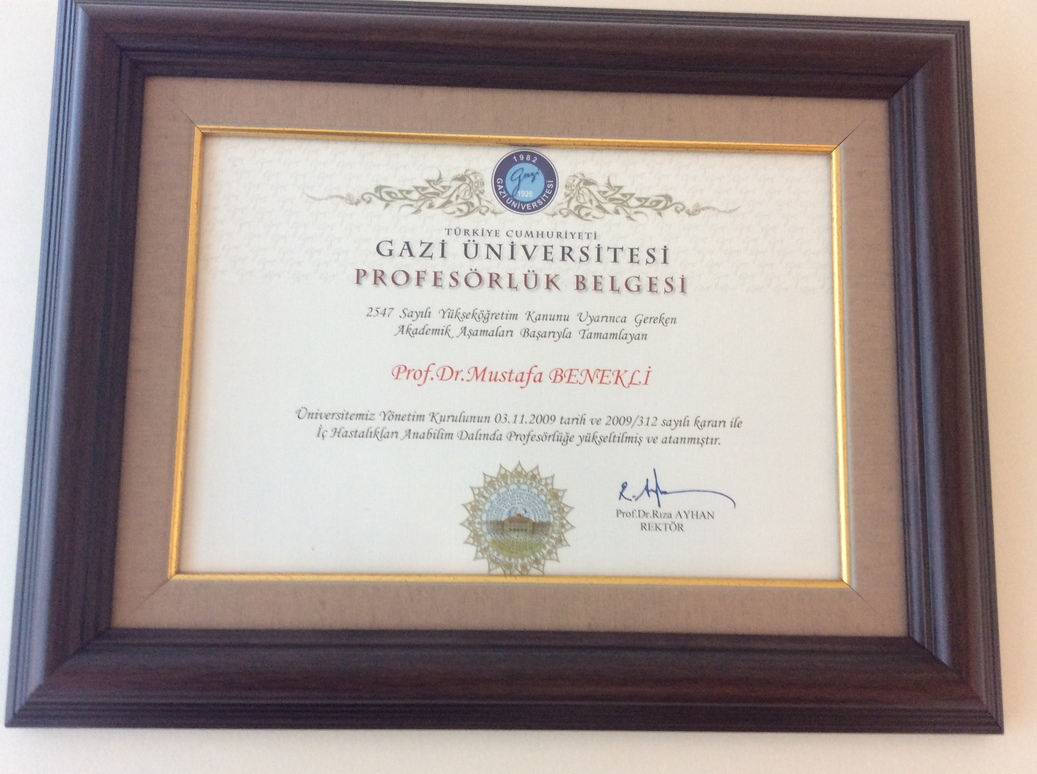 1982
Gazi
1926
GAZİ ÜNİVERSİTESİ
TÜRKİYE CUMHURİYETİ
GAZİ ÜNİVERSİTESİ
PROFESÖRLÜK BELGESİ
2547 Sayılı Yükseköğretim Kanunu Uyarınca Gereken
Akademik Aşamaları Başarıyla Tamamlayan
Prof.Dr.Mustafa BENEKLİ
Üniversitemiz Yönetim Kurulunun 03.11.2009 tarih ve 2009/312 sayılı kararı ile
İç Hastalıkları Anabilim Dalında Profesörlüğe yükseltilmiş ve atanmıştır.
Prof.Dr.Rıza AYHAN
REKTÖR